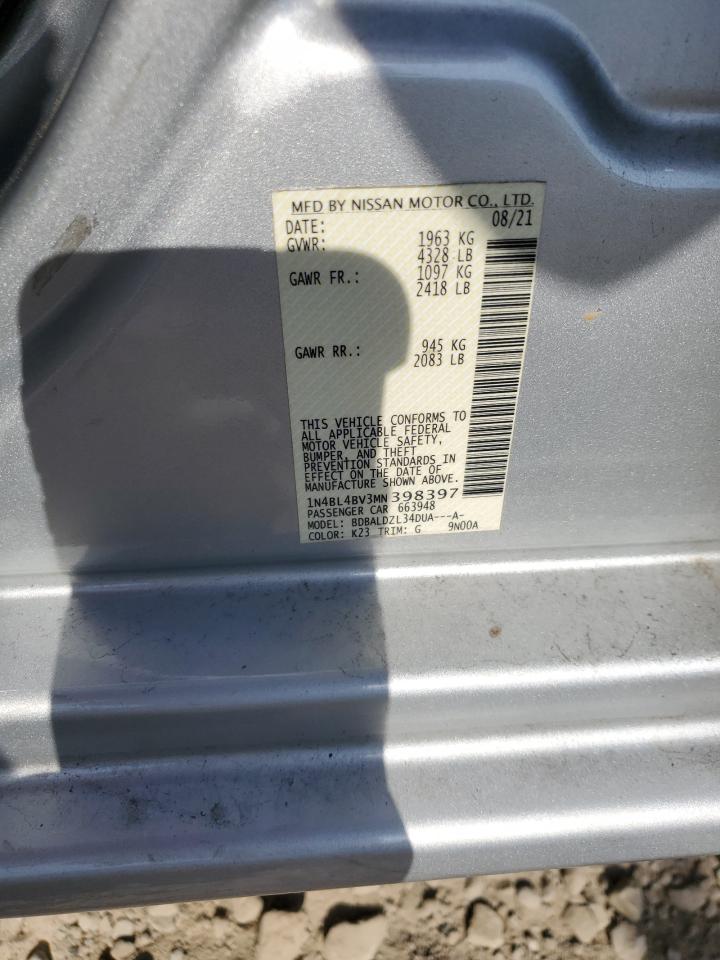 MFD BY NISSAN MOTOR CO., LTD.
DATE: 08/21
GVWR: 1963 KG
4328 LB
GAWR FR.: 1097 KG
2418 LB
GAWR RR.: 945 KG
2083 LB
THIS VEHICLE CONFORMS TO
ALL APPLICABLE FEDERAL
MOTOR VEHICLE SAFETY,
BUMPER, AND THEFT
PREVENTION STANDARDS IN
EFFECT ON THE DATE OF
MANUFACTURE SHOWN ABOVE.
1N4BL4BV3MN398397
PASSENGER CAR 663948
MODEL: BDBALDZL34DUA---A-
COLOR: K23 TRIM: G 9N00A